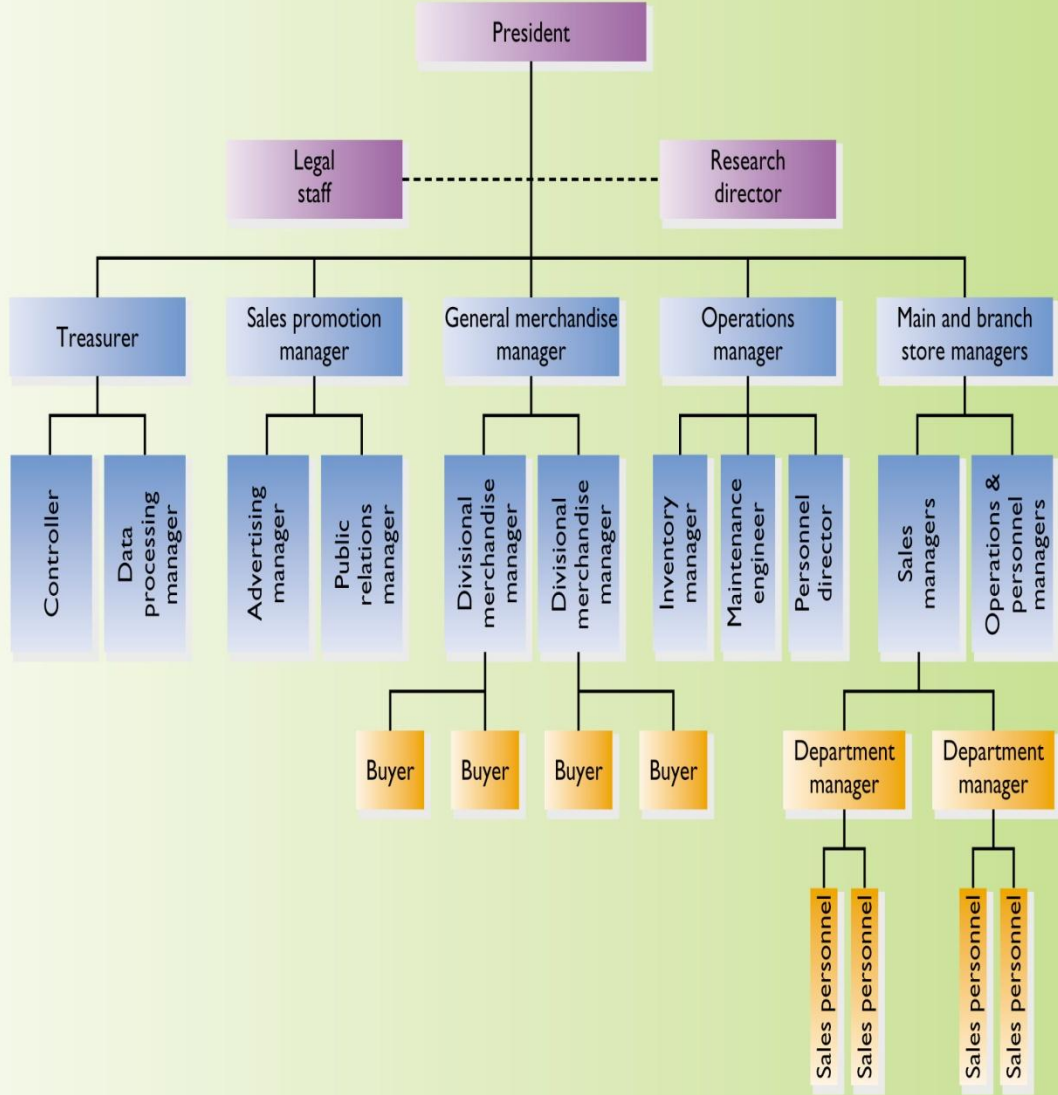 President
Legal
staff
Research
director
Treasurer
Sales promotion
manager
General merchandise
manager
Operations
manager
Main and branch
store managers
Controller
Data
processing
manager
Advertising
manager
Public
relations
manager
Divisional
merchandise
manager
Divisional
merchandise
manager
Inventory
manager
Maintenance
engineer
Personnel
director
Sales
managers
Operations &
personnel
managers
Buyer
Buyer
Buyer
Buyer
Department
manager
Department
manager
Sales personnel
Sales personnel
Sales personnel
Sales personnel